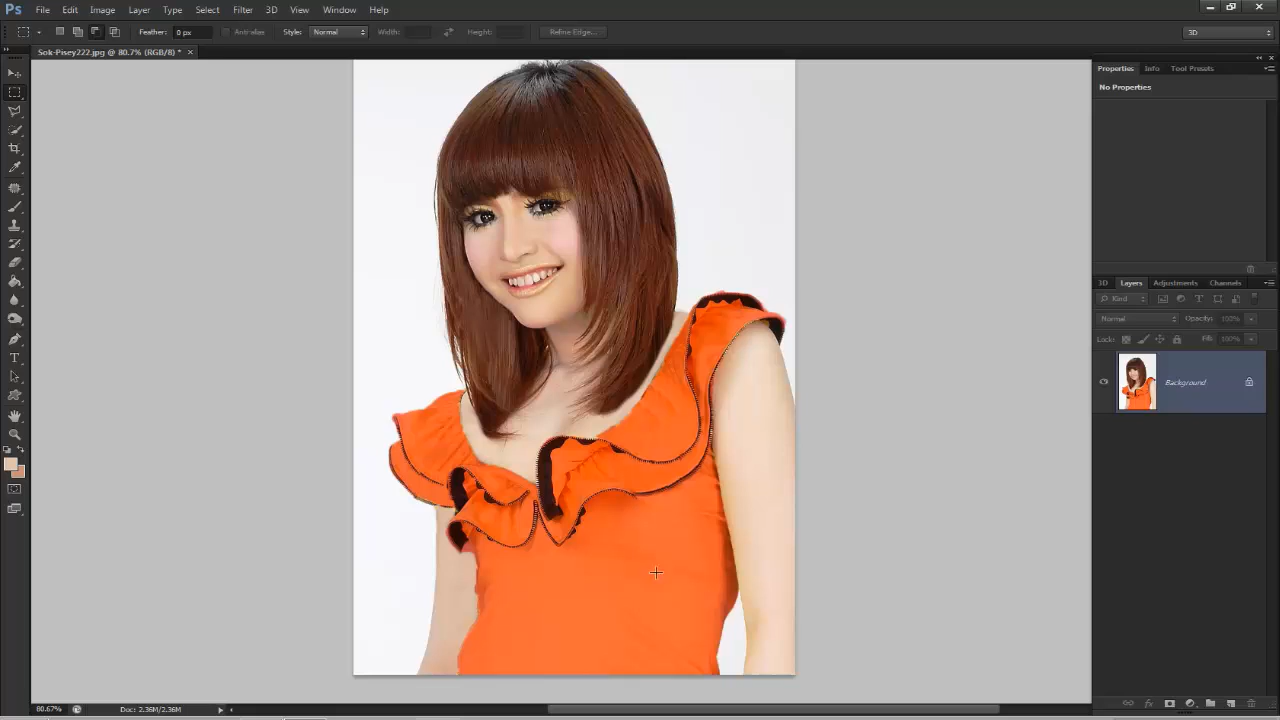 Ps File Edit Image Layer Type Select Filter 3D View Window Help
Feather: 0 px Anti-alias Style: Normal Width: Height: Refine Edge... 3D
Sok-Pisey222.jpg @ 80.7% (RGB/8) * ×
Properties Info Tool Presets
No Properties
3D Layers Adjustments Channels
Kind
Normal Opacity: 100%
Lock: Fill: 100%
Background
80.67% Doc: 2.36M/2.36M